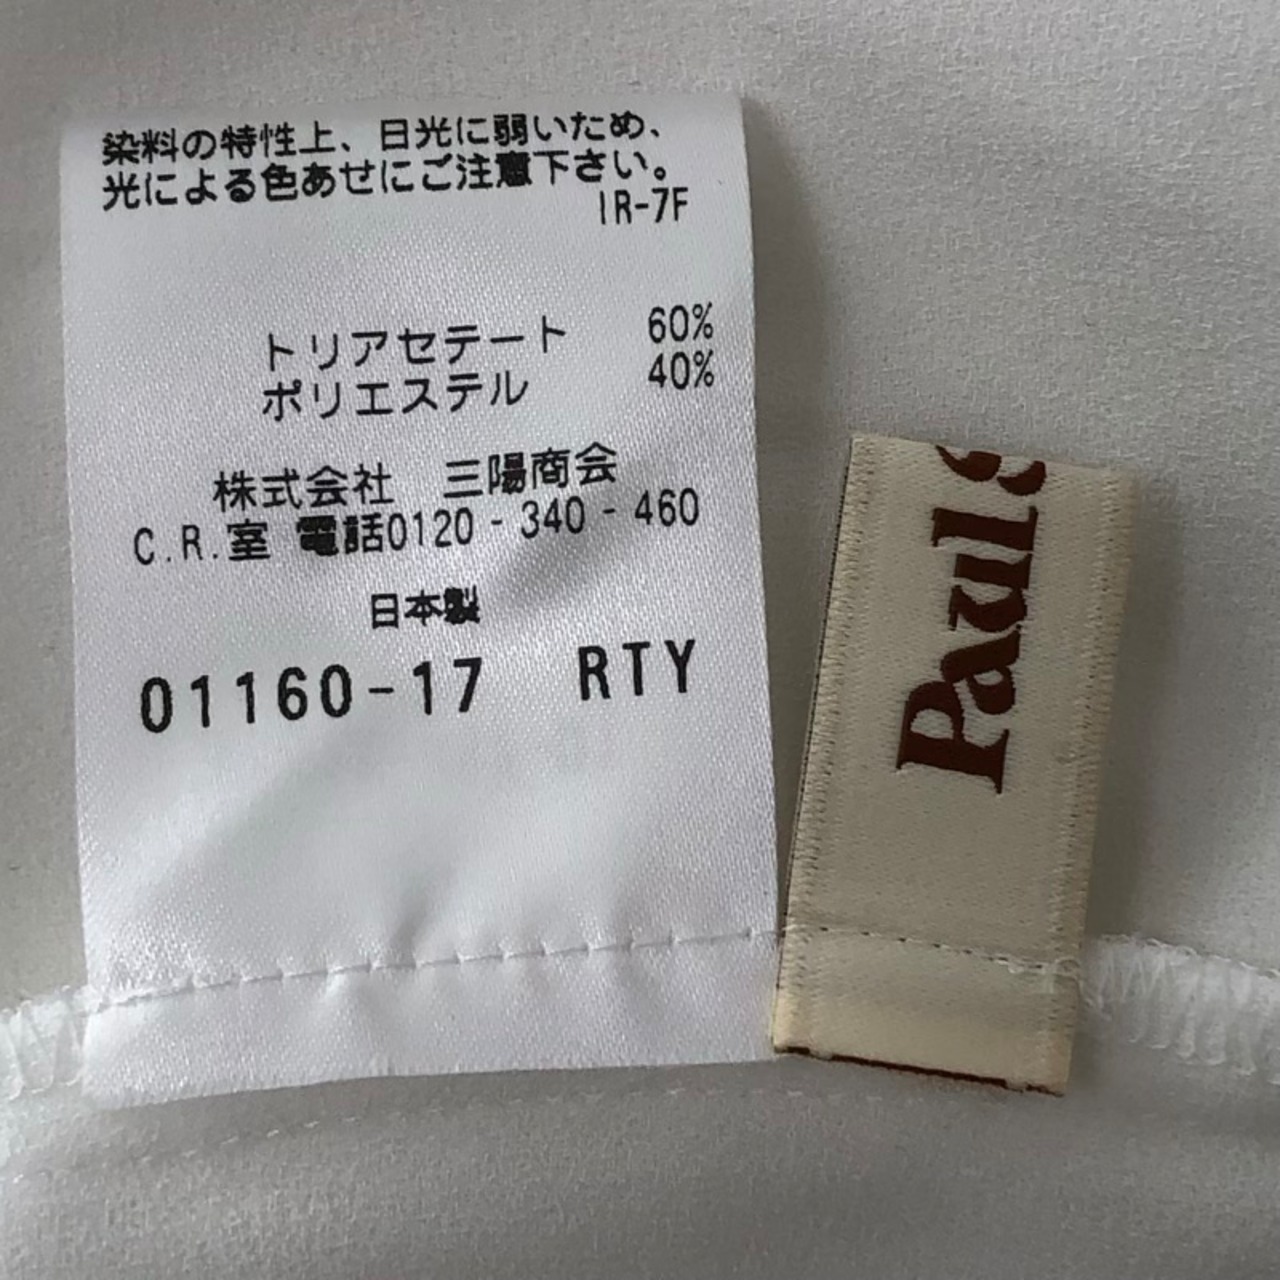 染料の特性上、日光に弱いため、
光による色あせにご注意下さい。
IR-7F
トリアセテート 60%
ポリエステル 40%
株式会社 三陽商会
C.R.室 電話0120-340-460
日本製
01160-17 RTY
Paul